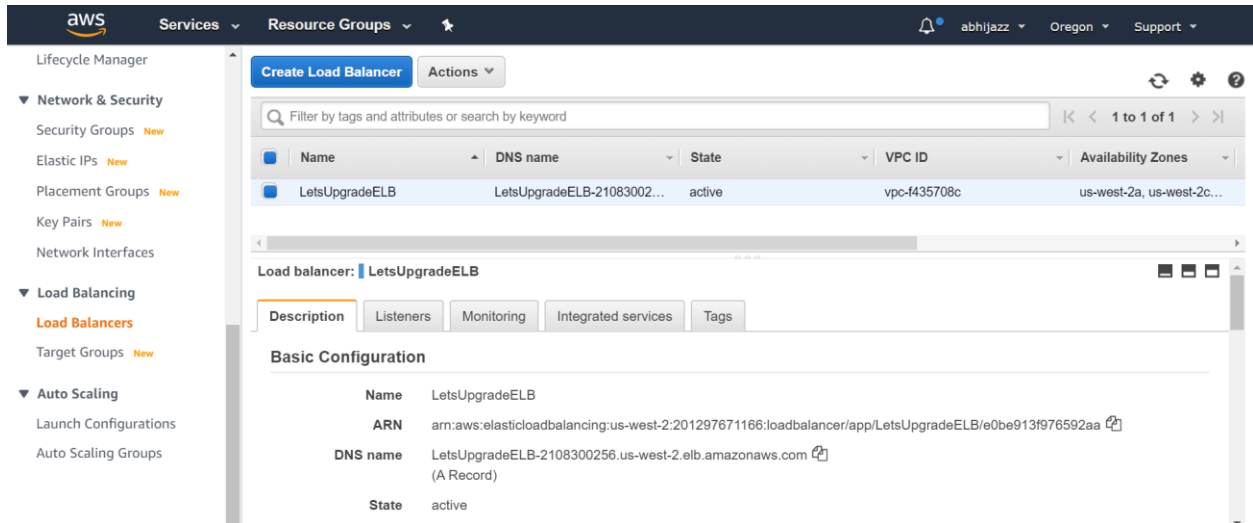 aws Services Resource Groups abhijazz Oregon Support
Lifecycle Manager
Network & Security
Security Groups New
Elastic IPs New
Placement Groups New
Key Pairs New
Network Interfaces
Load Balancing
Load Balancers
Target Groups New
Auto Scaling
Launch Configurations
Auto Scaling Groups
Create Load Balancer Actions
Filter by tags and attributes or search by keyword 1 to 1 of 1
Name DNS name State VPC ID Availability Zones
LetsUpgradeELB LetsUpgradeELB-21083002... active vpc-f435708c us-west-2a, us-west-2c...
Load balancer: LetsUpgradeELB
Description Listeners Monitoring Integrated services Tags
Basic Configuration
Name LetsUpgradeELB
ARN arn:aws:elasticloadbalancing:us-west-2:201297671166:loadbalancer/app/LetsUpgradeELB/e0be913f976592aa
DNS name LetsUpgradeELB-2108300256.us-west-2.elb.amazonaws.com
(A Record)
State active